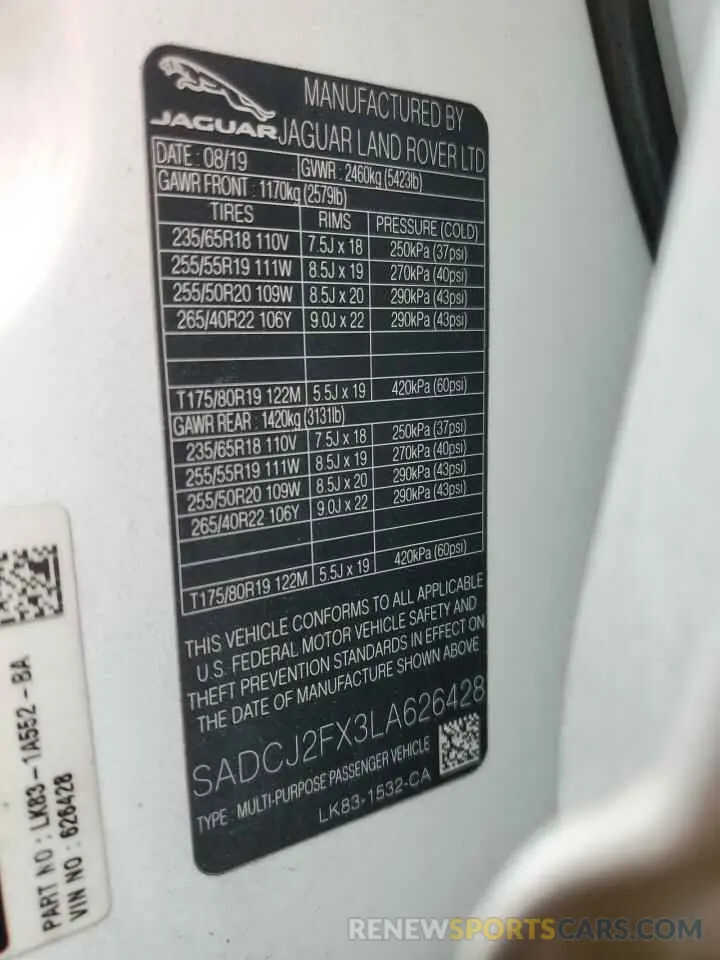 JAGUAR
MANUFACTURED BY
JAGUAR LAND ROVER LTD
DATE : 08/19 GVWR : 2460kg (5423lb)
GAWR FRONT : 1170kg (2579lb)
TIRES RIMS PRESSURE (COLD)
235/65R18 110V 7.5J x 18 250kPa (37psi)
255/55R19 111W 8.5J x 19 270kPa (40psi)
255/50R20 109W 8.5J x 20 290kPa (43psi)
265/40R22 106Y 9.0J x 22 290kPa (43psi)
T175/80R19 122M 5.5J x 19 420kPa (60psi)
GAWR REAR : 1420kg (3131lb)
235/65R18 110V 7.5J x 18 250kPa (37psi)
255/55R19 111W 8.5J x 19 270kPa (40psi)
255/50R20 109W 8.5J x 20 290kPa (43psi)
265/40R22 106Y 9.0J x 22 290kPa (43psi)
T175/80R19 122M 5.5J x 19 420kPa (60psi)
THIS VEHICLE CONFORMS TO ALL APPLICABLE
U.S. FEDERAL MOTOR VEHICLE SAFETY AND
THEFT PREVENTION STANDARDS IN EFFECT ON
THE DATE OF MANUFACTURE SHOWN ABOVE
SADCJ2FX3LA626428
TYPE : MULTI-PURPOSE PASSENGER VEHICLE
LK83-1532-CA
PART NO : LK83-1A552-BA
VIN NO : 626428
RENEWSPORTSCARS.COM